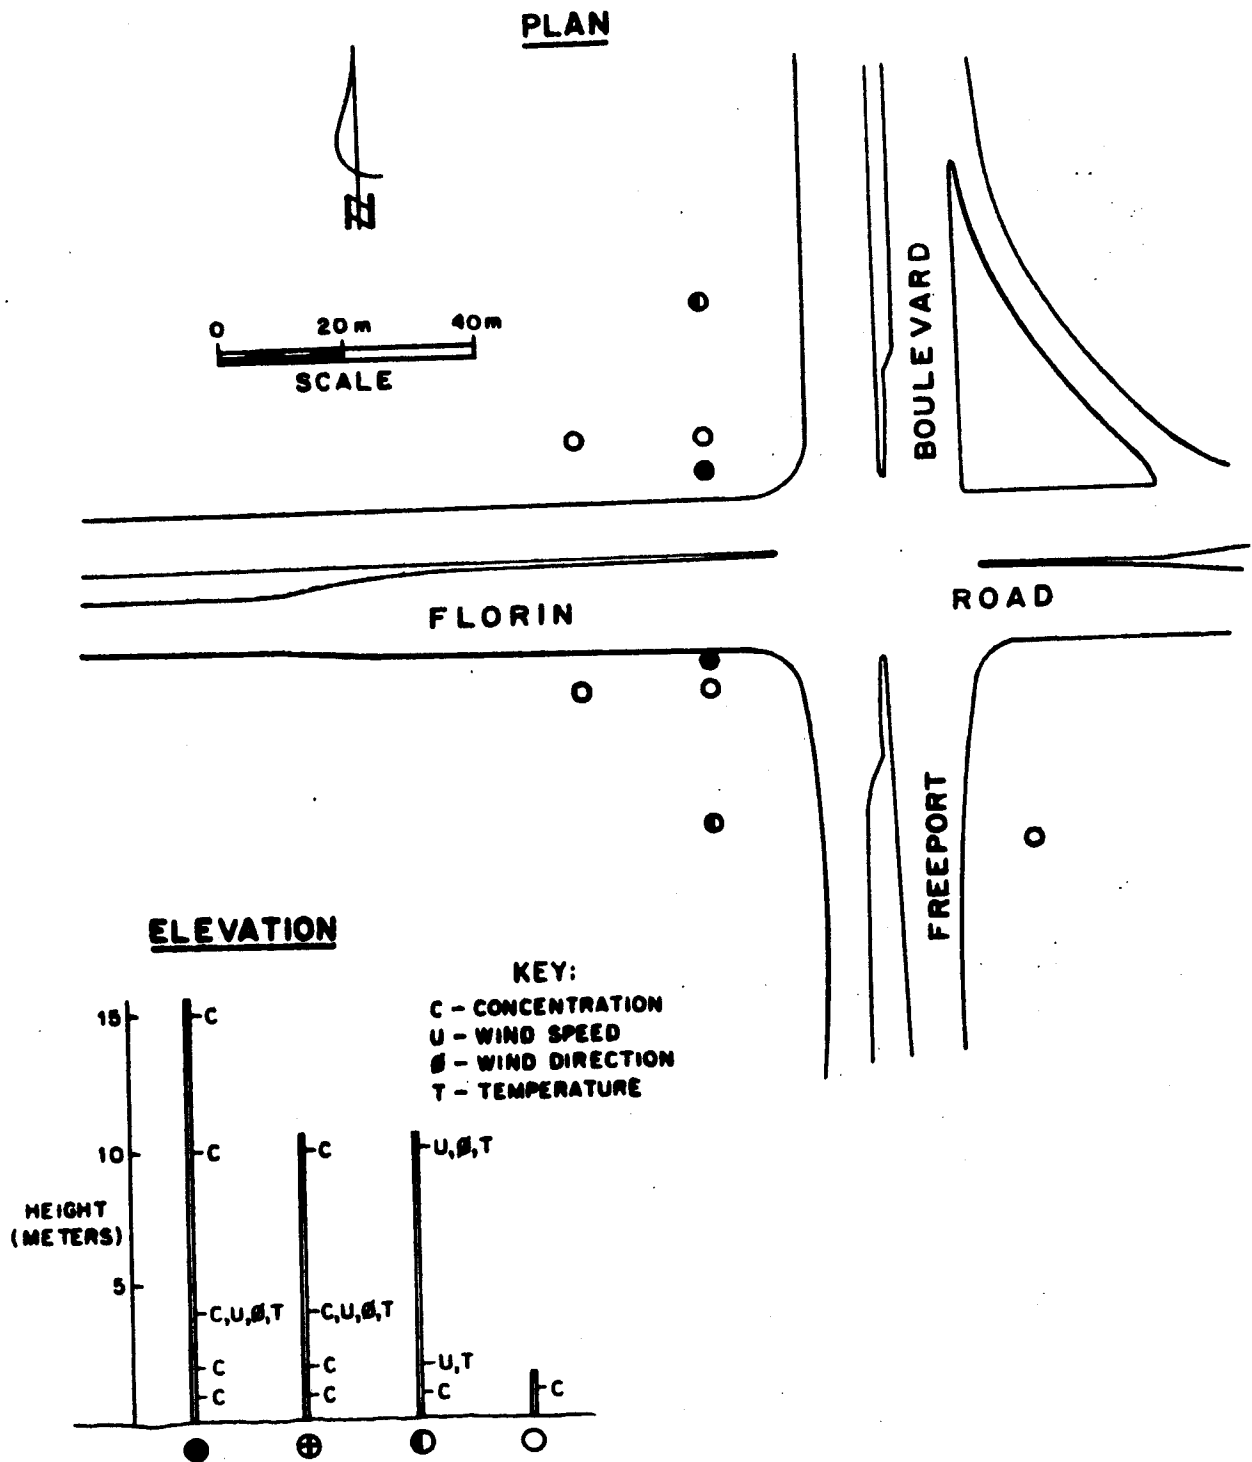 PLAN
N
0 20m 40m
SCALE
BOULEVARD
FLORIN ROAD
FREEPORT
ELEVATION
KEY:
C - CONCENTRATION
U - WIND SPEED
Ø - WIND DIRECTION
T - TEMPERATURE
15 C
10 C C U,Ø,T
HEIGHT
(METERS)
5
C,U,Ø,T C,U,Ø,T
C C U,T
C C C C